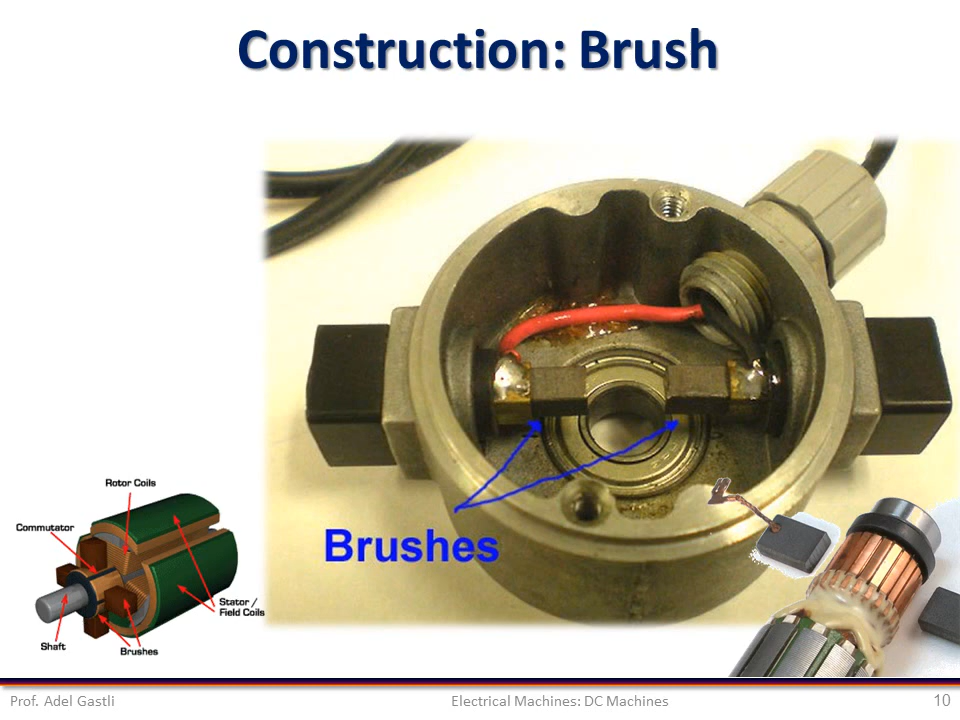 Construction: Brush
Brushes
Rotor Coils
Commutator
Stator /
Field Coils
Shaft
Brushes
Prof. Adel Gastli
Electrical Machines: DC Machines
10